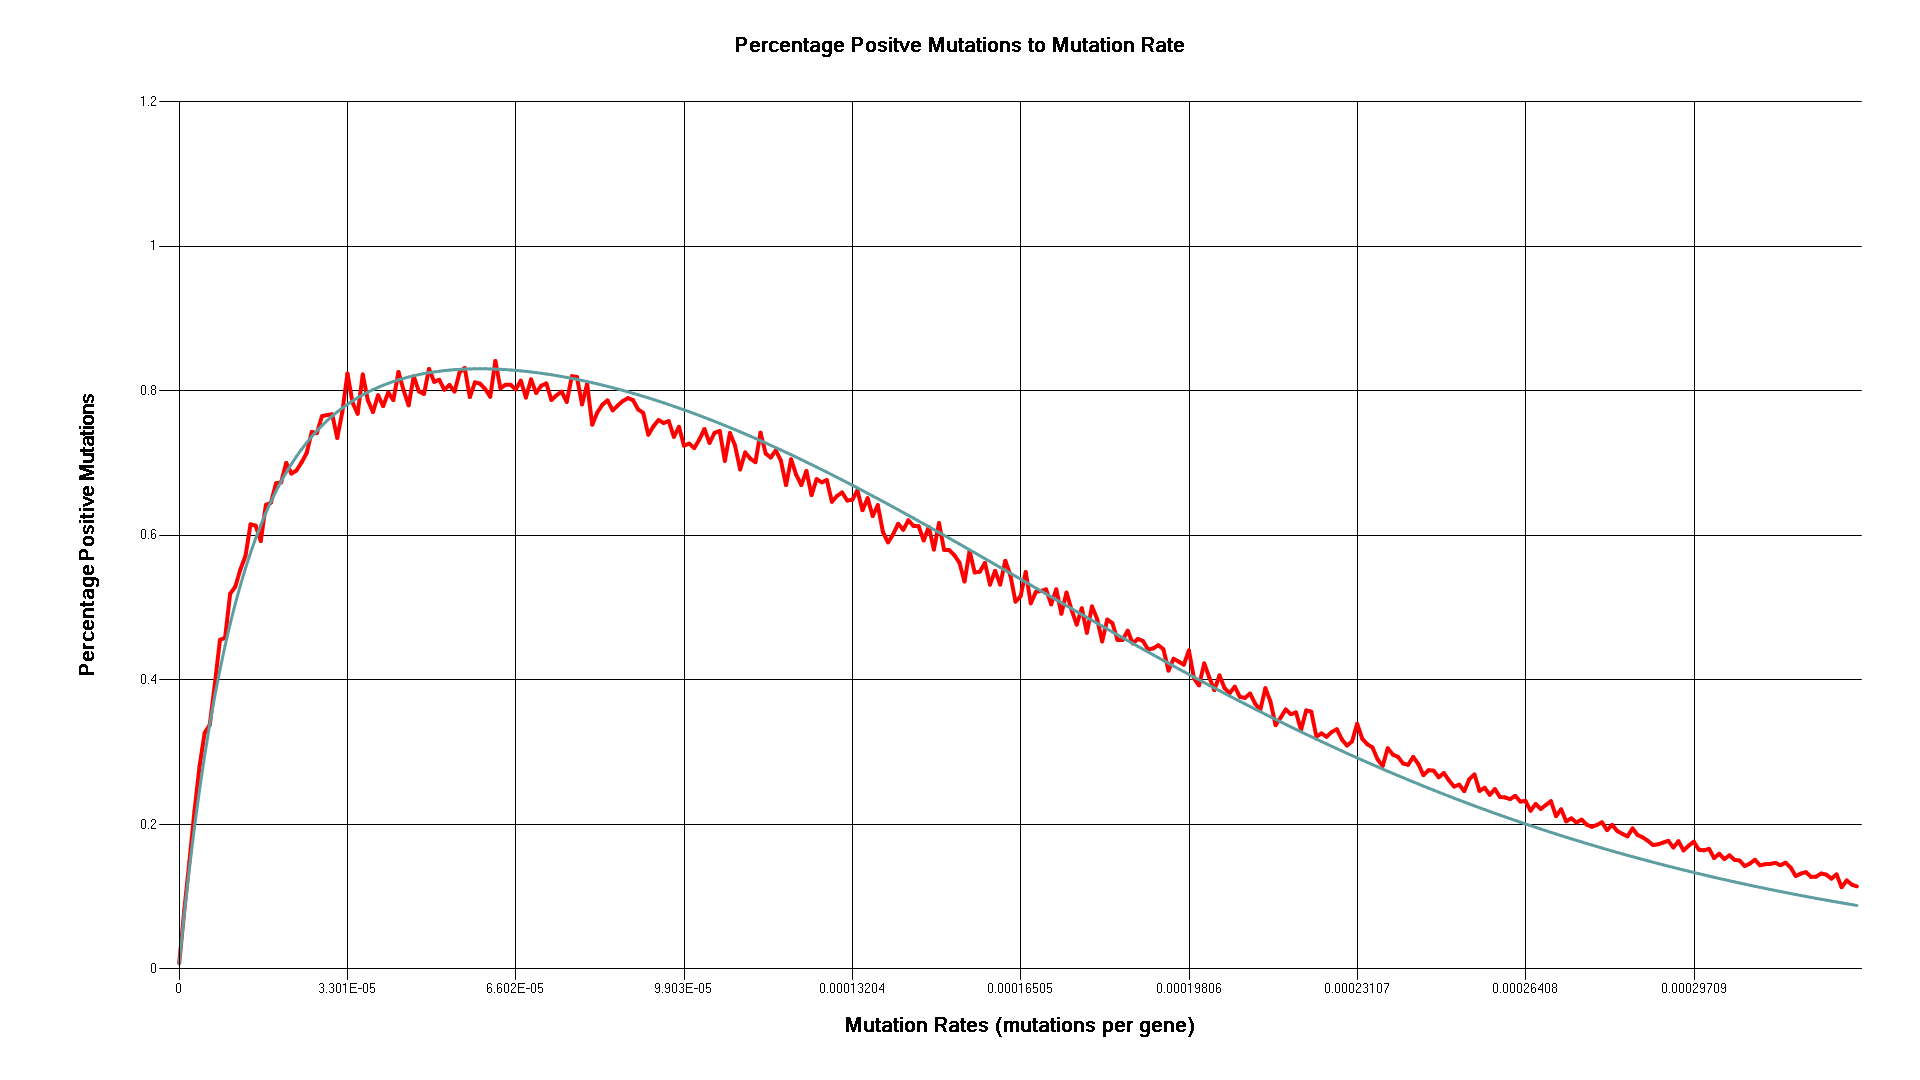 Percentage Positve Mutations to Mutation Rate
1.2
1
0.8
0.6
0.4
0.2
0
Percentage Positive Mutations
0 3.301E-05 6.602E-05 9.903E-05 0.00013204 0.00016505 0.00019806 0.00023107 0.00026408 0.00029709
Mutation Rates (mutations per gene)